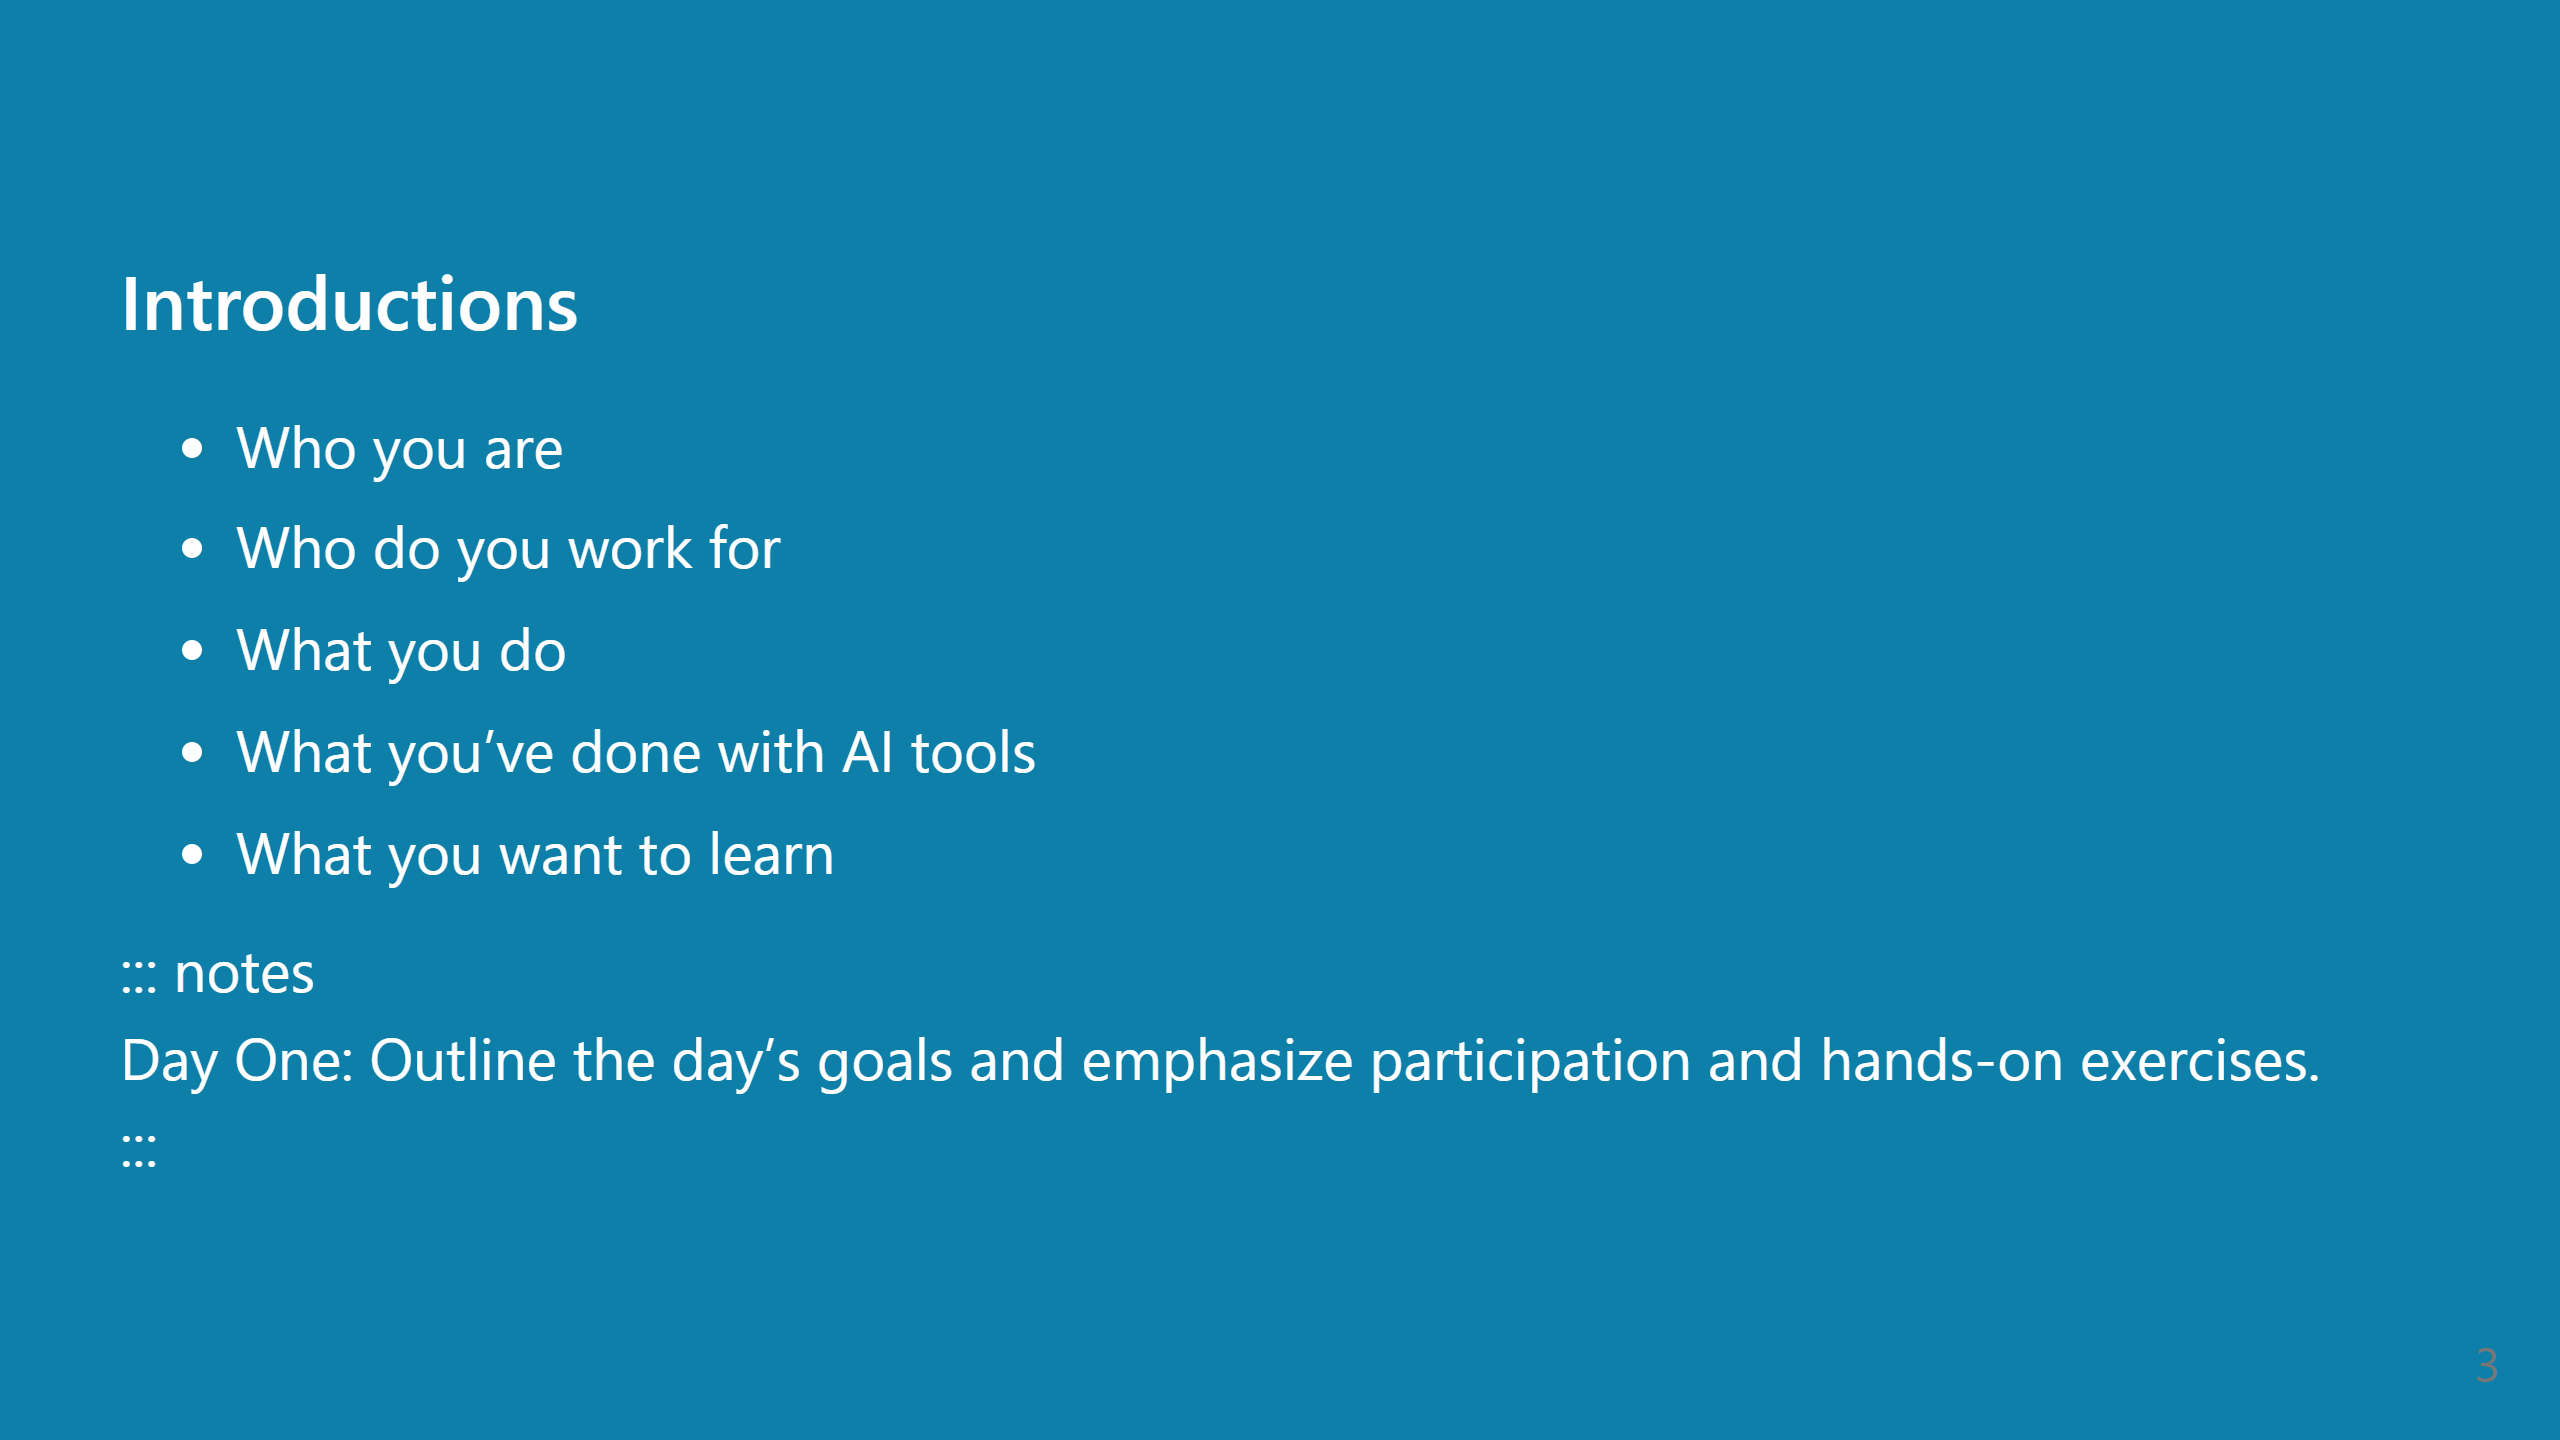 Introductions
• Who you are
• Who do you work for
• What you do
• What you’ve done with AI tools
• What you want to learn
::: notes
Day One: Outline the day’s goals and emphasize participation and hands-on exercises.
:::
3